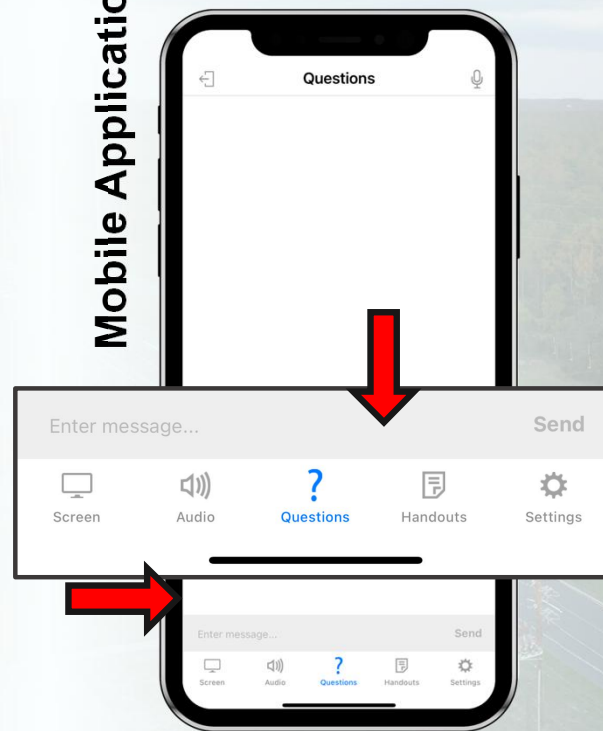 Mobile Applicatio
Questions
Enter message...
Send
Screen
Audio
?
Questions
Handouts
Settings
Enter message...
Send
Screen
Audio
?
Questions
Handouts
Settings